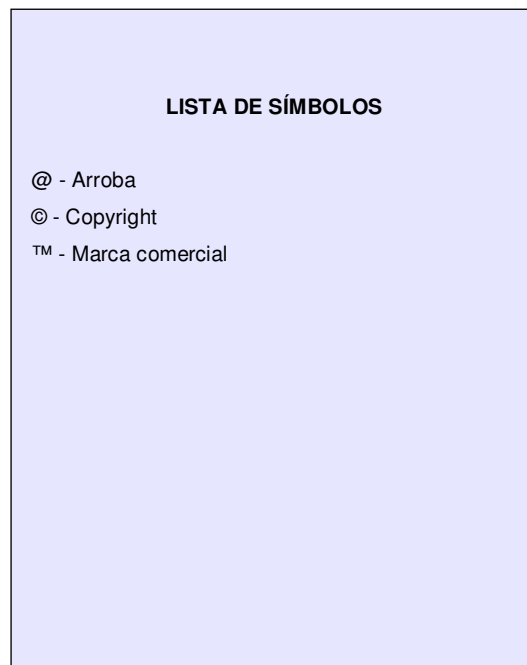 LISTA DE SÍMBOLOS
@ - Arroba
© - Copyright
™ - Marca comercial